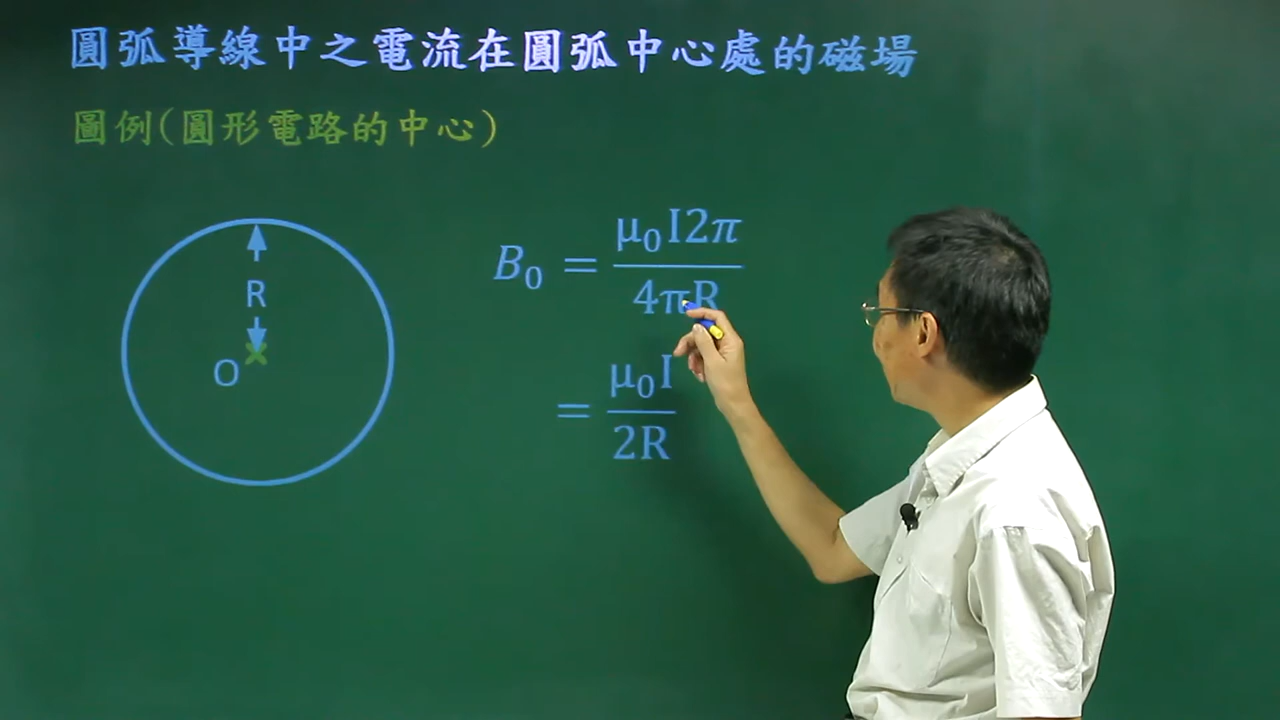 圓弧導線中之電流在圓弧中心處的磁場
圖例(圓形電路的中心)
R
O
B₀ = μ₀I2π / 4πR
= μ₀I / 2R